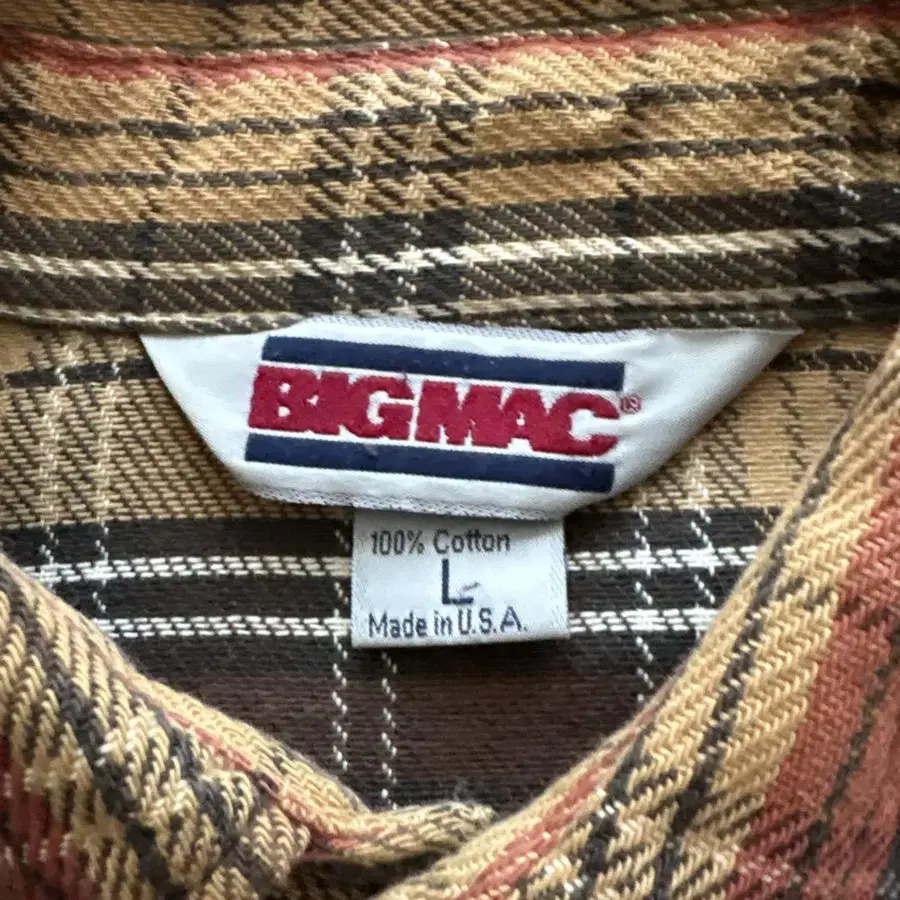 BIG MAC®
100% Cotton
L
Made in U.S.A.